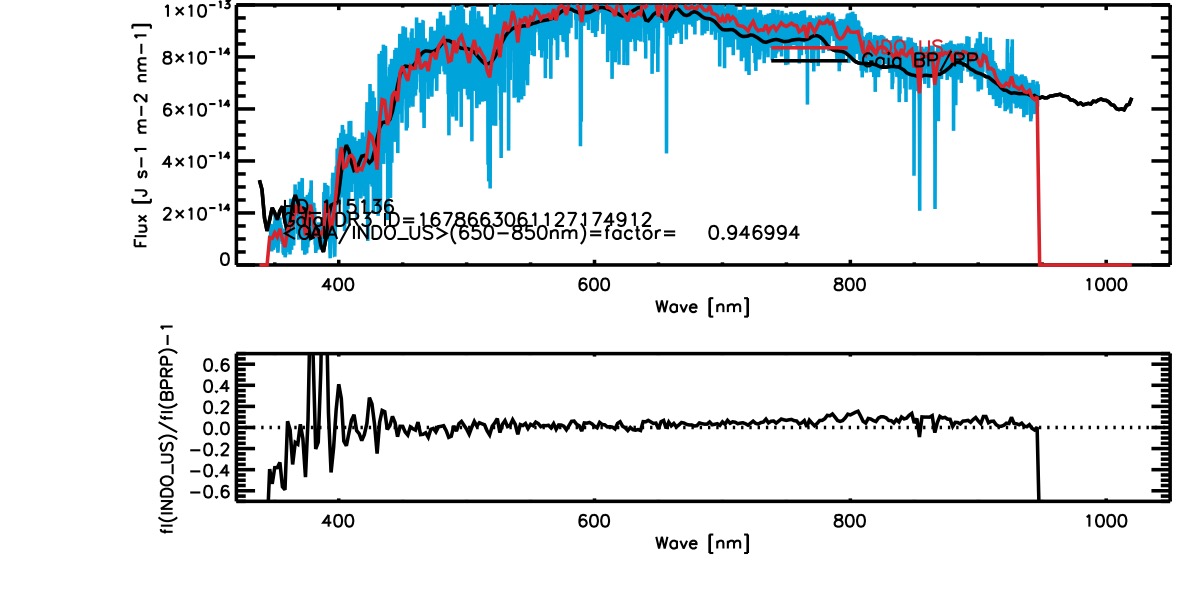 1×10−13
8×10−14
6×10−14
4×10−14
2×10−14
0
Flux [J s−1 m−2 nm−1]
INDO_US
Gaia BP/RP
HD=115136
Gaia DR3 ID=1678663061127174912
<GAIA/INDO_US>(650−850nm)=factor= 0.946994
400 600 800 1000
Wave [nm]
fl(INDO_US)/fl(BPRP)−1
0.6
0.4
0.2
0.0
−0.2
−0.4
−0.6
400 600 800 1000
Wave [nm]